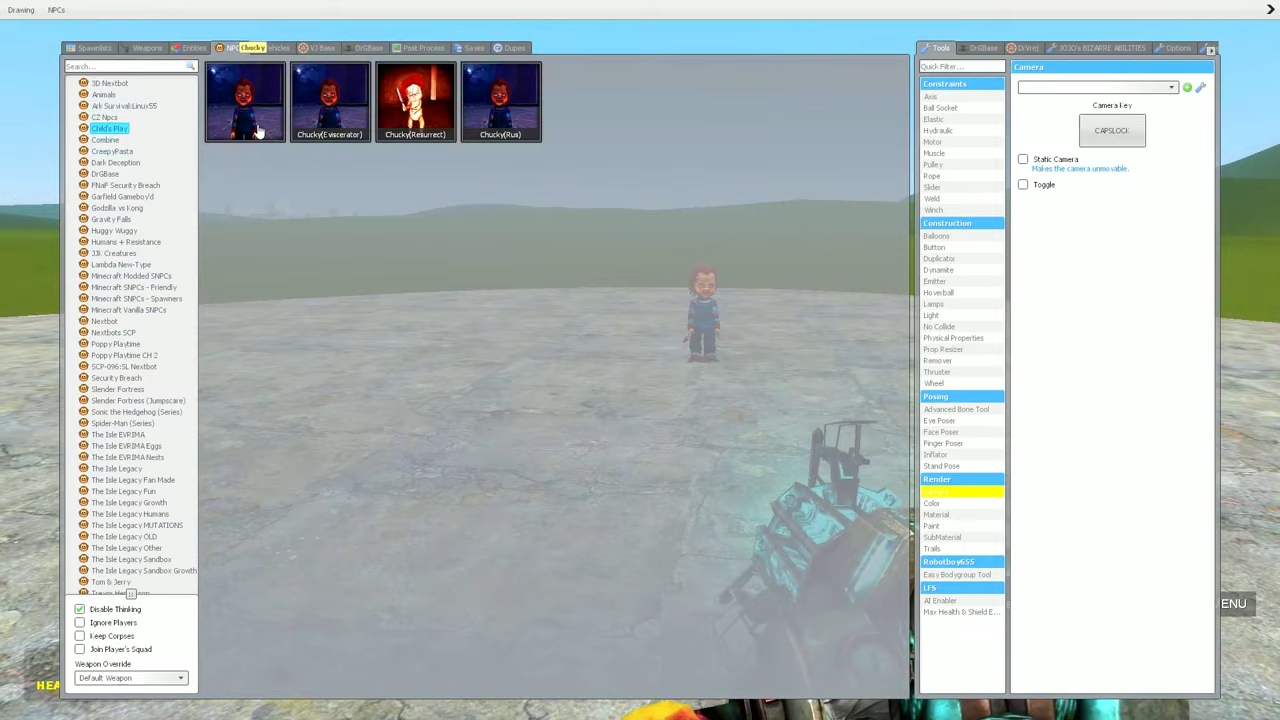 Drawing NPCs
Spawnlists Weapons Entities NPC Chucky ehicles VJ Base DrGBase Post Process Saves Dupes
Search...
3D Nextbot
Animals
Ark Survival:Linux55
CZ Npcs
Child's Play
Combine
CreepyPasta
Dark Deception
DrGBase
FNaF Security Breach
Garfield Gameboy'd
Godzilla vs Kong
Gravity Falls
Huggy Wuggy
Humans + Resistance
JJK Creatures
Lambda New-Type
Minecraft Modded SNPCs
Minecraft SNPCs - Friendly
Minecraft SNPCs - Spawners
Minecraft Vanilla SNPCs
Nextbot
Nextbots SCP
Poppy Playtime
Poppy Playtime CH 2
SCP-096:SL Nextbot
Security Breach
Slender Fortress
Slender Fortress (Jumpscare)
Sonic the Hedgehog (Series)
Spider-Man (Series)
The Isle EVRIMA
The Isle EVRIMA Eggs
The Isle EVRIMA Nests
The Isle Legacy
The Isle Legacy Fan Made
The Isle Legacy Fun
The Isle Legacy Growth
The Isle Legacy Humans
The Isle Legacy MUTATIONS
The Isle Legacy OLD
The Isle Legacy Other
The Isle Legacy Sandbox
The Isle Legacy Sandbox Growth
Tom & Jerry
Disable Thinking
Ignore Players
Keep Corpses
Join Player's Squad
Weapon Override
Default Weapon
Chucky(Eviscerator) Chucky(Resurrect) Chucky(Rus)
Tools DrGBase DrVrej JOJO's BIZARRE ABILITIES Options
Quick Filter...
Constraints
Axis
Ball Socket
Elastic
Hydraulic
Motor
Muscle
Pulley
Rope
Slider
Weld
Winch
Construction
Balloons
Button
Duplicator
Dynamite
Emitter
Hoverball
Lamps
Light
No Collide
Physical Properties
Prop Resizer
Remover
Thruster
Wheel
Posing
Advanced Bone Tool
Eye Poser
Face Poser
Finger Poser
Inflator
Stand Pose
Render
Color
Material
Paint
SubMaterial
Trails
Robotboy655
Easy Bodygroup Tool
LFS
AI Enabler
Max Health & Shield E...
Camera
Camera Key
CAPSLOCK
Static Camera
Makes the camera unmovable.
Toggle
ENU
HEA